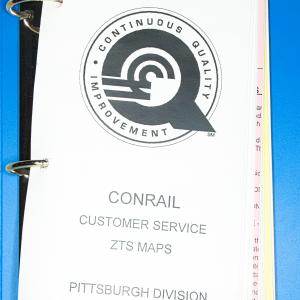 CONTINUOUS QUALITY
IMPROVEMENT
SM
CONRAIL
CUSTOMER SERVICE
ZTS MAPS
PITTSBURGH DIVISION